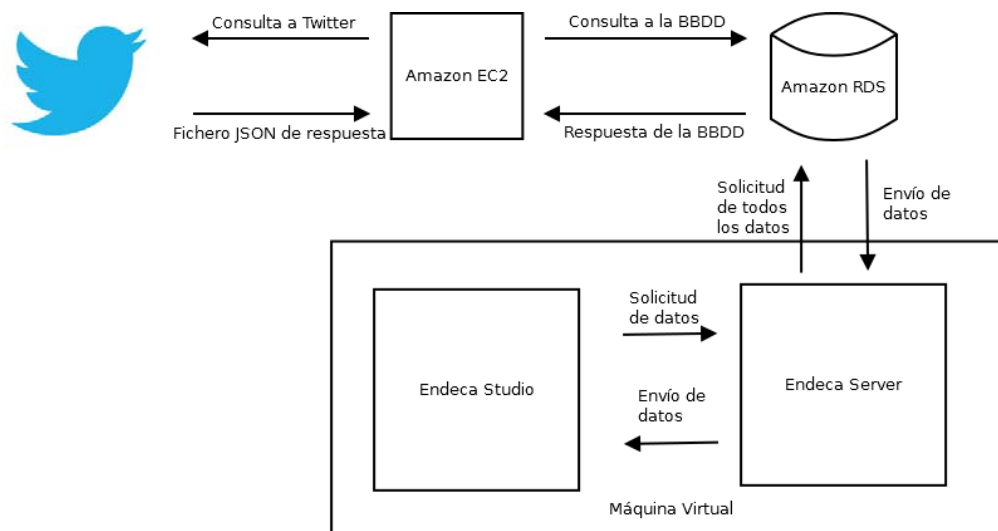 Consulta a Twitter
Consulta a la BBDD
Amazon EC2
Amazon RDS
Fichero JSON de respuesta
Respuesta de la BBDD
Solicitud
de todos
los datos
Envío de
datos
Solicitud
de datos
Endeca Studio
Endeca Server
Envío de
datos
Máquina Virtual